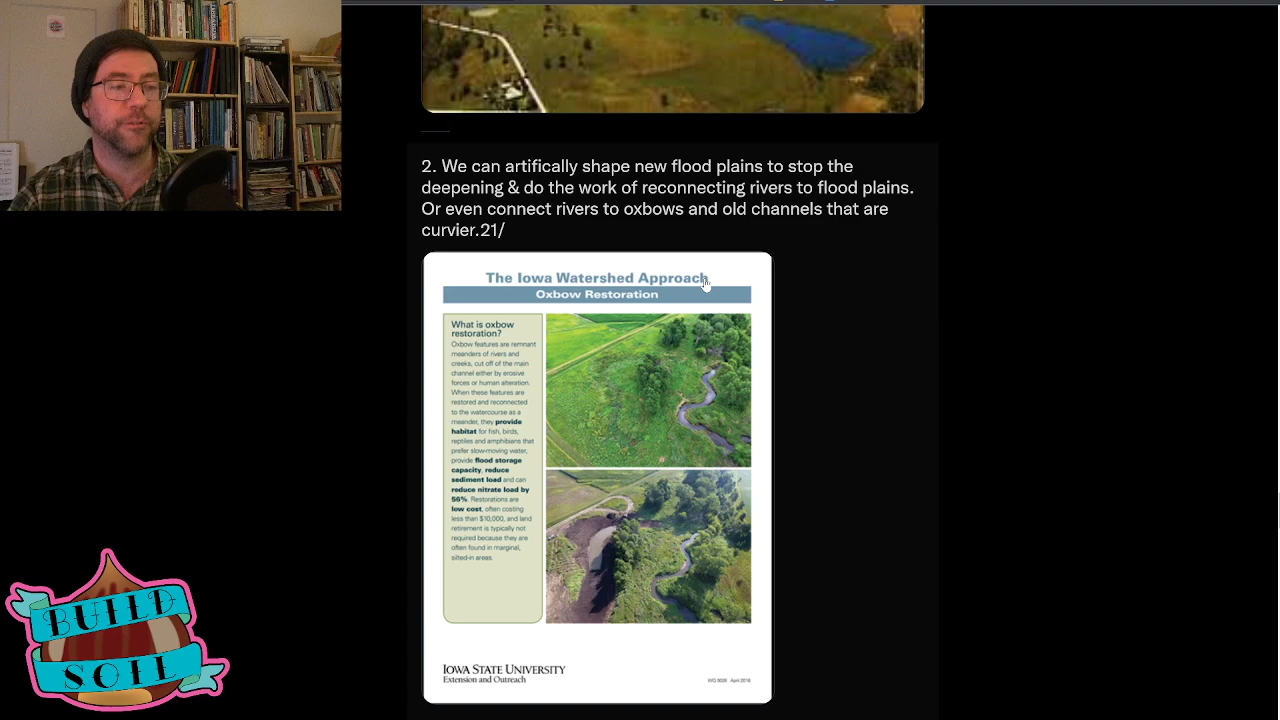 2. We can artifically shape new flood plains to stop the
deepening & do the work of reconnecting rivers to flood plains.
Or even connect rivers to oxbows and old channels that are
curvier.21/
The Iowa Watershed Approach
Oxbow Restoration
What is oxbow
restoration?
Oxbow features are remnant
meanders of rivers and
creeks, cut off of the main
channel either by erosive
forces or human alteration.
When these features are
restored and reconnected
to the watercourse as a
meander, they provide
habitat for fish, birds,
reptiles and amphibians that
prefer slow-moving water,
provide flood storage
capacity, reduce
sediment load and can
reduce nitrate load by
56%. Restorations are
low cost, often costing
less than $10,000, and land
retirement is typically not
required because they are
often found in marginal,
silted-in areas.
IOWA STATE UNIVERSITY
Extension and Outreach
April 2018
BUILD
SOIL